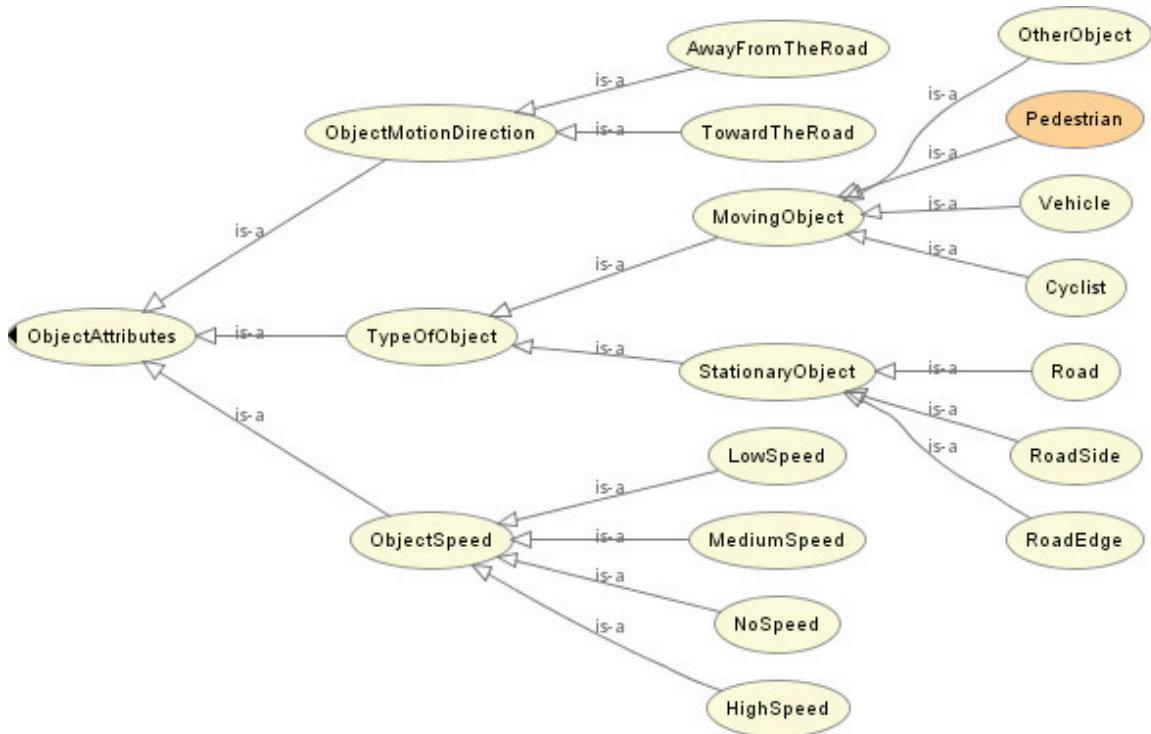 OtherObject
AwayFromTheRoad
is-a
is-a
Pedestrian
ObjectMotionDirection
is-a
TowardTheRoad
is-a
Vehicle
MovingObject
is-a
is-a
is-a
is-a
Cyclist
ObjectAttributes
is-a
TypeOfObject
is-a
StationaryObject
is-a
Road
is-a
is-a
LowSpeed
is-a
RoadSide
is-a
ObjectSpeed
is-a
MediumSpeed
RoadEdge
is-a
NoSpeed
is-a
HighSpeed